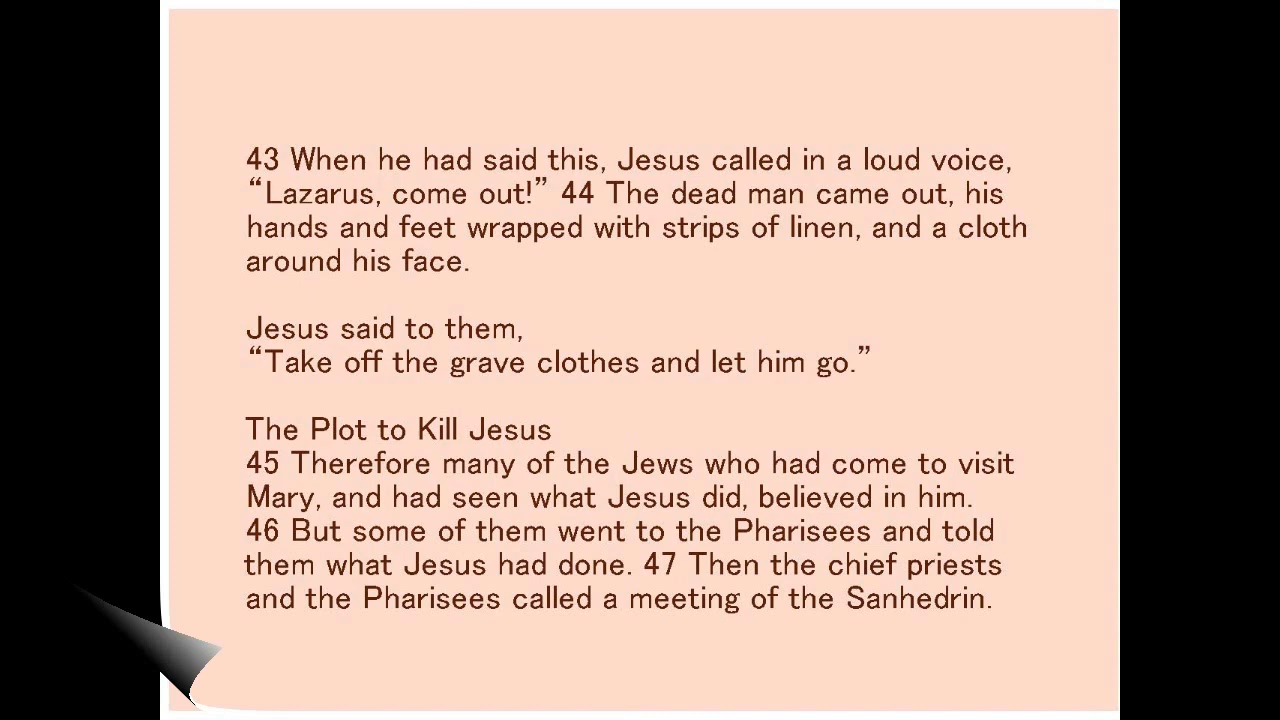 43 When he had said this, Jesus called in a loud voice,
“Lazarus, come out!” 44 The dead man came out, his
hands and feet wrapped with strips of linen, and a cloth
around his face.
Jesus said to them,
“Take off the grave clothes and let him go.”
The Plot to Kill Jesus
45 Therefore many of the Jews who had come to visit
Mary, and had seen what Jesus did, believed in him.
46 But some of them went to the Pharisees and told
them what Jesus had done. 47 Then the chief priests
and the Pharisees called a meeting of the Sanhedrin.